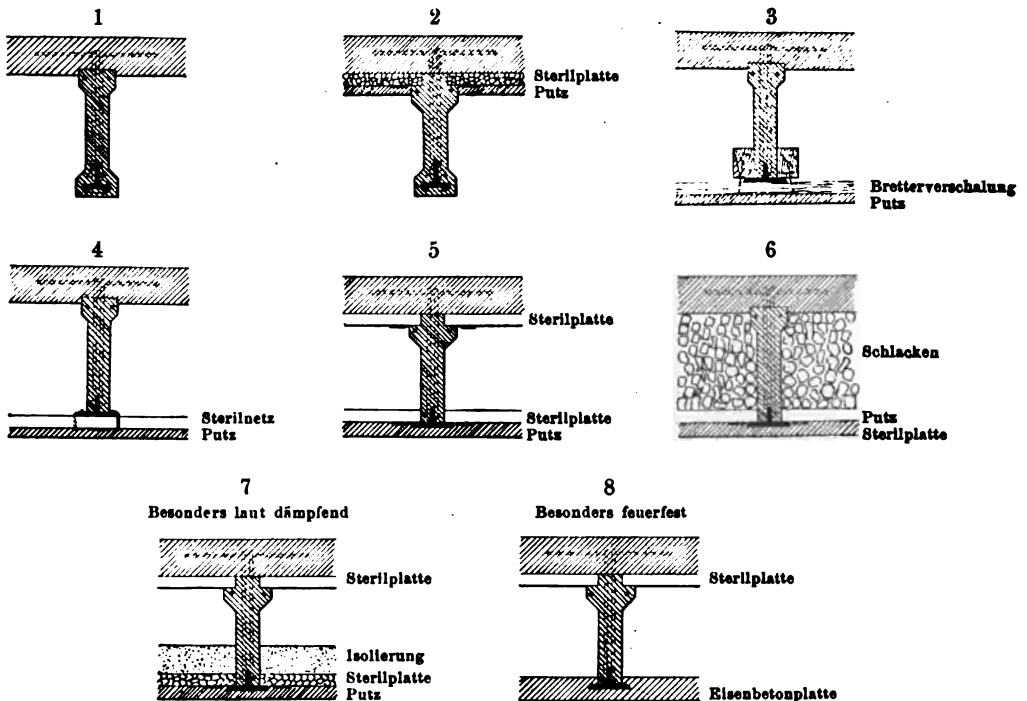 1
2
Sterilplatte
Putz
3
Bretterverschalung
Putz
4
Sterilnetz
Putz
5
Sterilplatte
Sterilplatte
Putz
6
Schlacken
Putz
Sterilplatte
7
Besonders laut dämpfend
Sterilplatte
Isolierung
Sterilplatte
Putz
8
Besonders feuerfest
Sterilplatte
Eisenbetonplatte